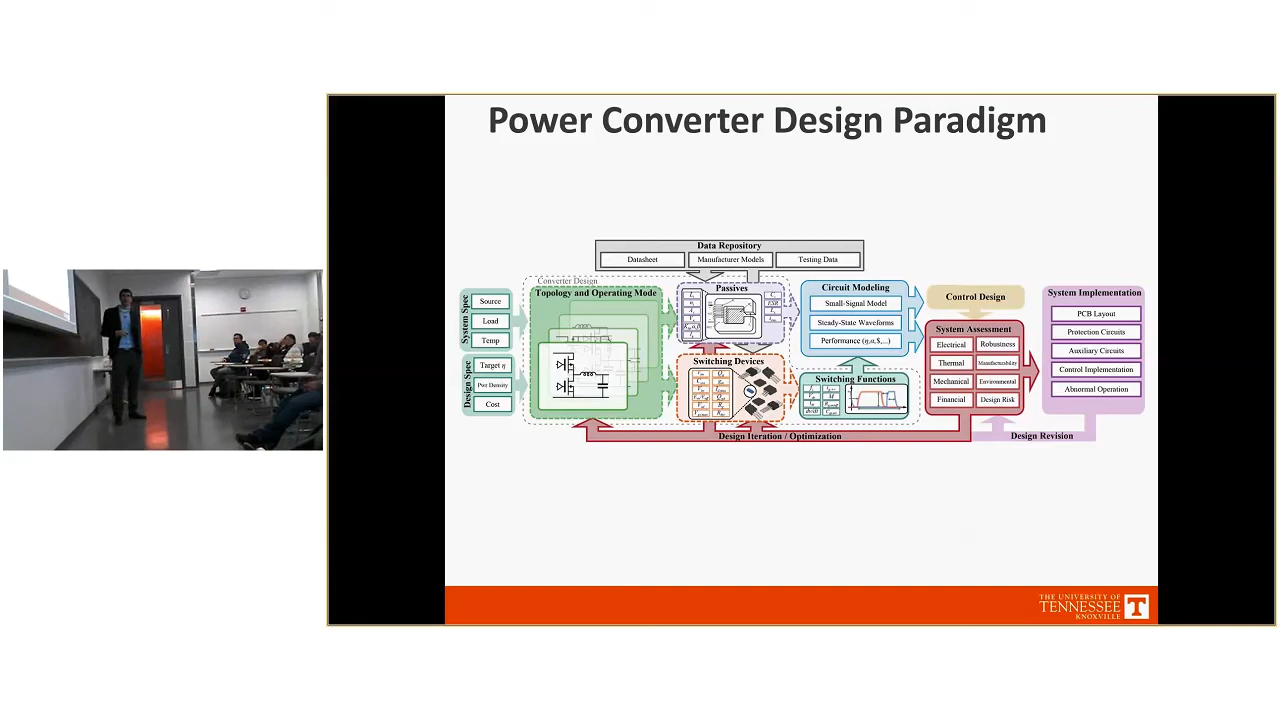 Power Converter Design Paradigm
Data Repository
Datasheet
Manufacturer Models
Testing Data
Converter Design
System Spec
Source
Load
Temp
Design Spec
Target η
Pwr Density
Cost
Topology and Operating Mode
Passives
Switching Devices
Circuit Modeling
Small-Signal Model
Steady-State Waveforms
Performance (η,α,$,...)
Switching Functions
Control Design
System Assessment
Electrical
Robustness
Thermal
Manufacturability
Mechanical
Environmental
Financial
Design Risk
System Implementation
PCB Layout
Protection Circuits
Auxiliary Circuits
Control Implementation
Abnormal Operation
Design Iteration / Optimization
Design Revision
THE UNIVERSITY OF
TENNESSEE
KNOXVILLE
T